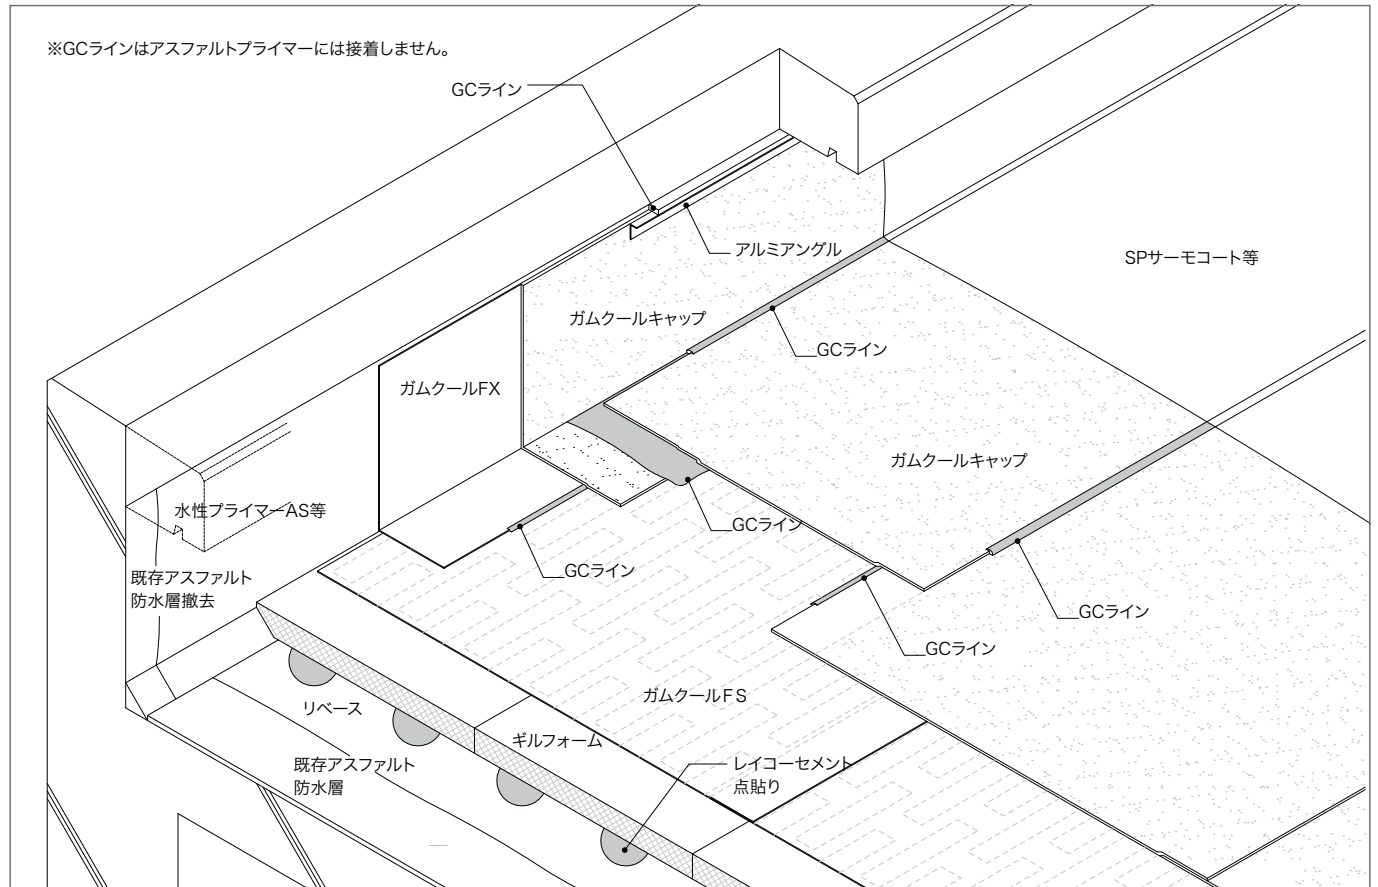 ※GCラインはアスファルトプライマーには接着しません。
GCライン
アルミアングル
SPサーモコート等
ガムクールキャップ
GCライン
ガムクールFX
ガムクールキャップ
水性プライマーAS等
GCライン
GCライン
既存アスファルト
防水層撤去
GCライン
GCライン
ガムクールFS
リベース
ギルフォーム
既存アスファルト
防水層
レイコーセメント
点貼り